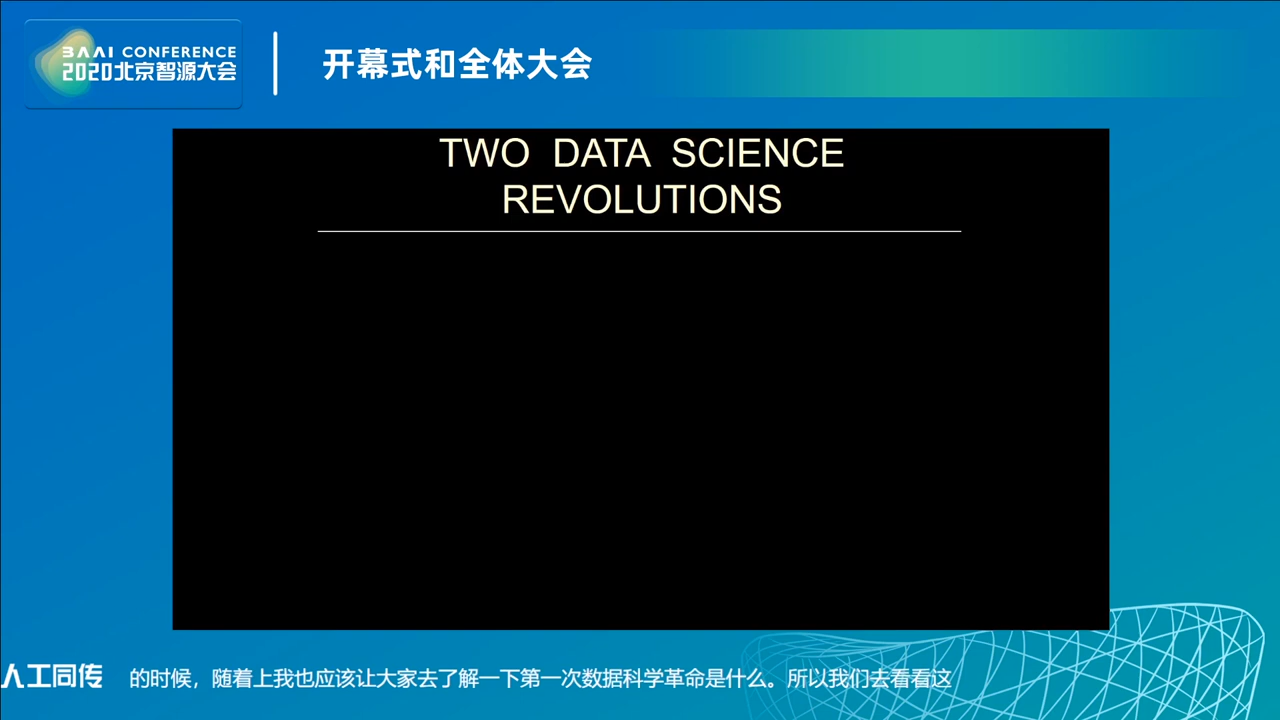 BAAI CONFERENCE
2020北京智源大会
开幕式和全体大会
TWO DATA SCIENCE
REVOLUTIONS
人工同传 的时候，随着上我也应该让大家去了解一下第一次数据科学革命是什么。所以我们去看看这